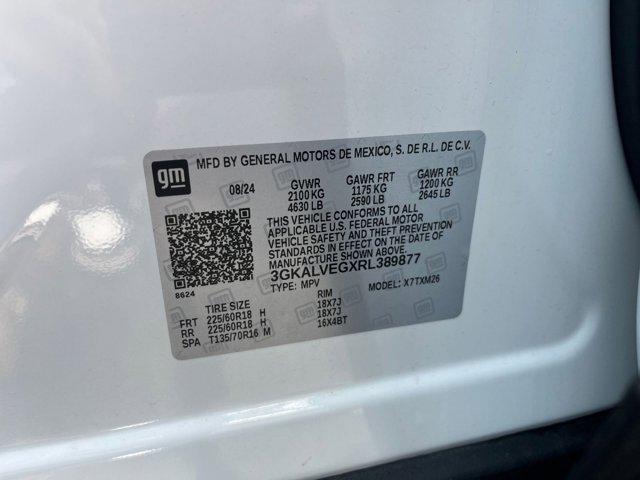 gm
MFD BY GENERAL MOTORS DE MEXICO, S. DE R.L. DE C.V.
08/24 GVWR GAWR FRT GAWR RR
2100 KG 1175 KG 1200 KG
4630 LB 2590 LB 2645 LB
THIS VEHICLE CONFORMS TO ALL
APPLICABLE U.S. FEDERAL MOTOR
VEHICLE SAFETY AND THEFT PREVENTION
STANDARDS IN EFFECT ON THE DATE OF
MANUFACTURE SHOWN ABOVE.
3GKALVEGXRL389877
8624
TYPE: MPV MODEL: X7TXM26
TIRE SIZE RIM
FRT 225/60R18 H 18X7J
RR 225/60R18 H 18X7J
SPA T135/70R16 M 16X4BT